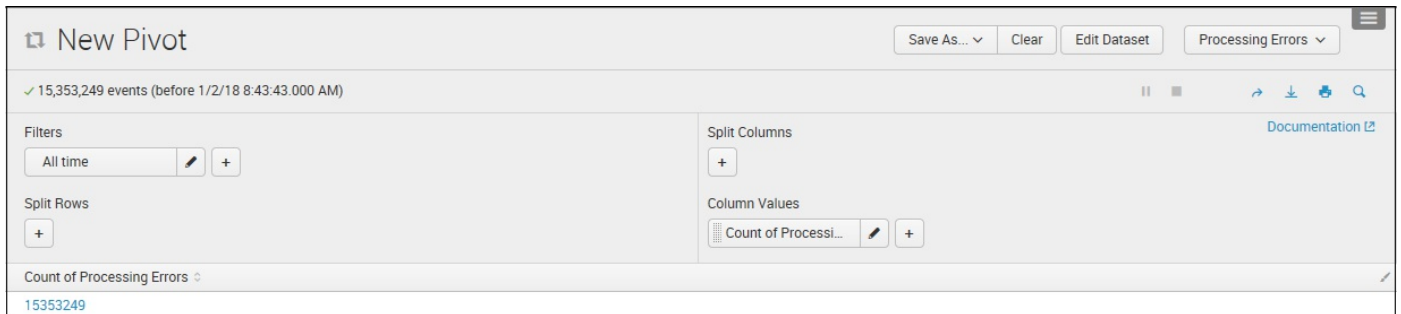 New Pivot
Save As...
Clear
Edit Dataset
Processing Errors
15,353,249 events (before 1/2/18 8:43:43.000 AM)
Filters
Split Columns
Documentation
All time
+
+
Split Rows
Column Values
+
Count of Processi...
+
Count of Processing Errors
15353249